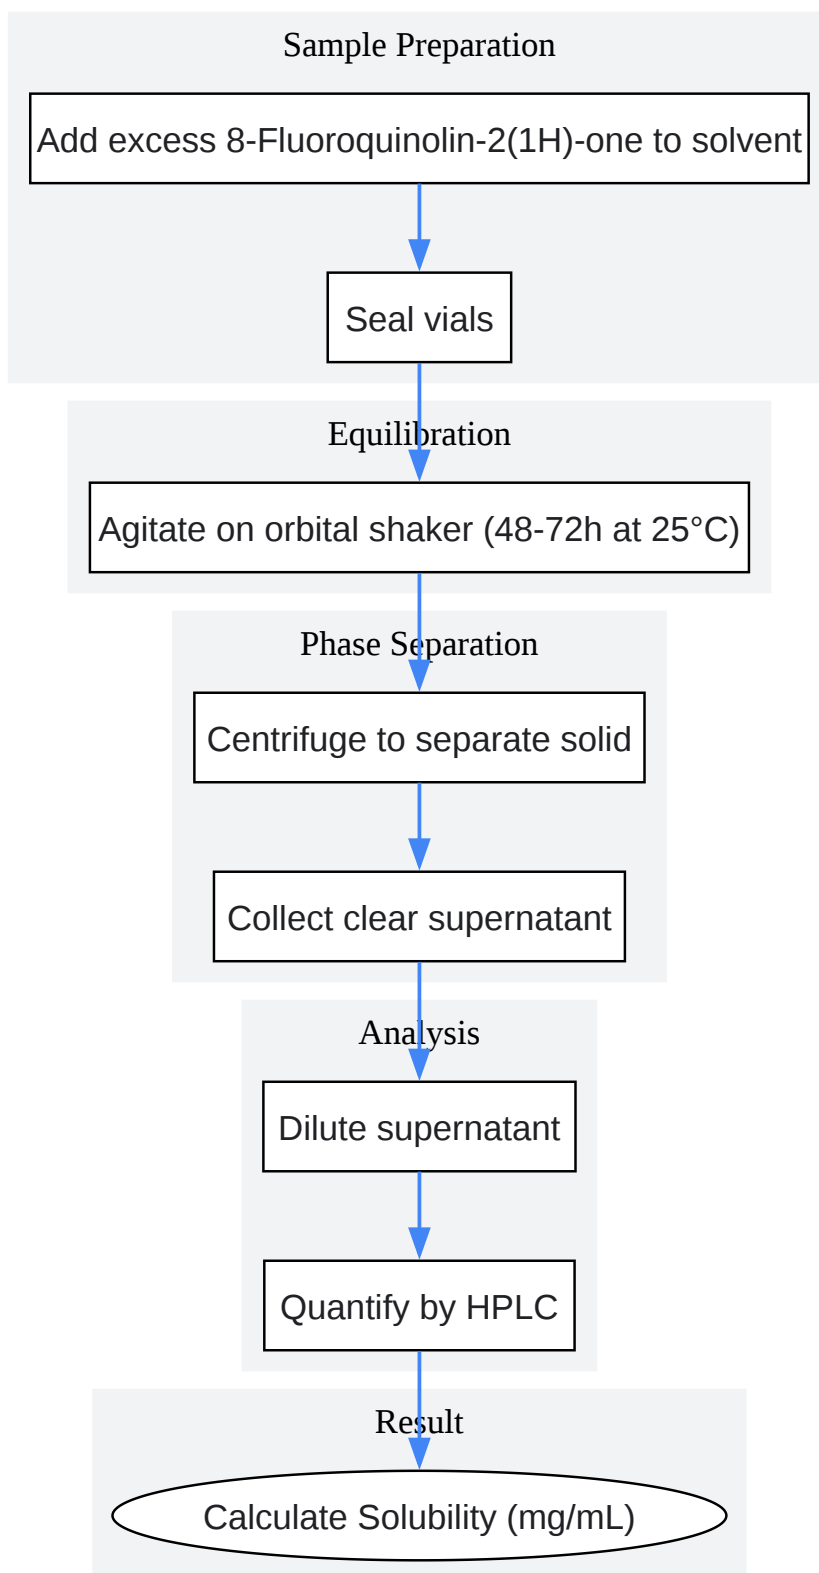 Sample Preparation
Add excess 8-Fluoroquinolin-2(1H)-one to solvent
Seal vials
Equilibration
Agitate on orbital shaker (48-72h at 25°C)
Phase Separation
Centrifuge to separate solid
Collect clear supernatant
Analysis
Dilute supernatant
Quantify by HPLC
Result
Calculate Solubility (mg/mL)